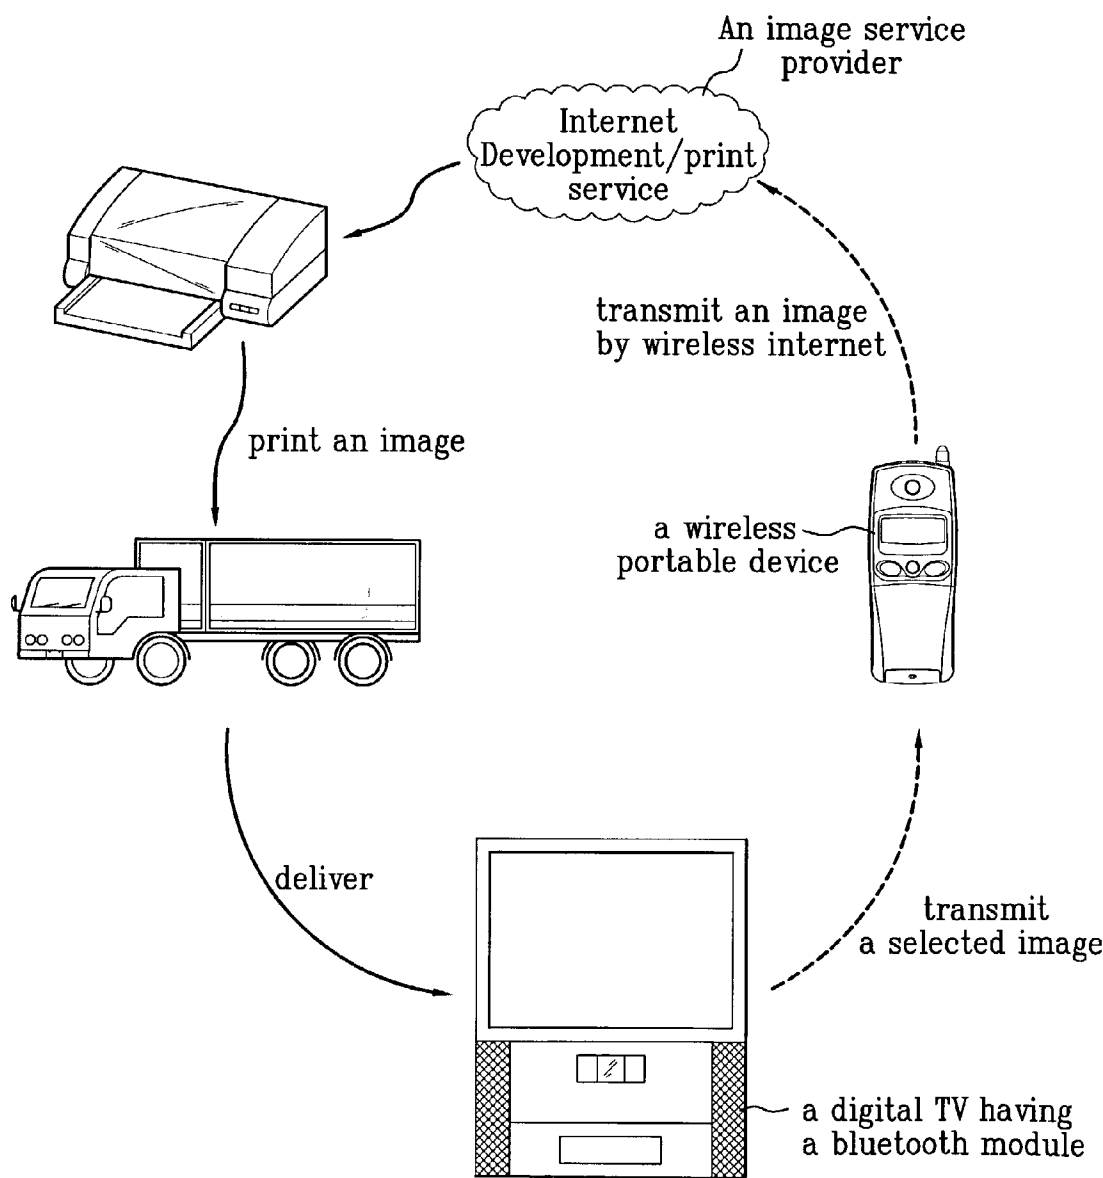 An image service
provider
Internet
Development/print
service
transmit an image
by wireless internet
print an image
a wireless
portable device
deliver
transmit
a selected image
a digital TV having
a bluetooth module